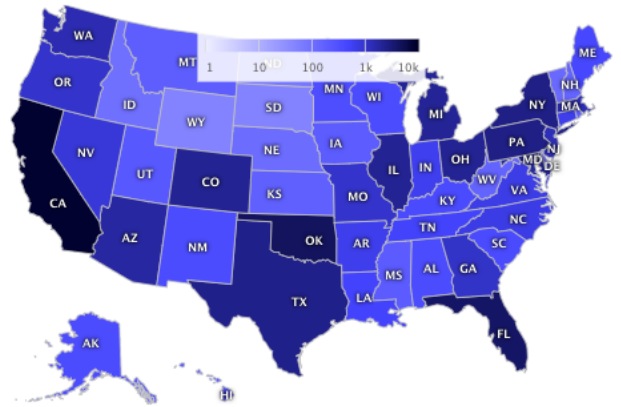 WA
ME
MT
ND
1 10 100 1k 10k
OR
MN
NH
ID
WI
NY
MA
SD
MI
WY
PA
NJ
IA
NE
OH
MD
DE
NV
IL
IN
UT
CO
WV
VA
KS
MO
KY
CA
NC
TN
OK
AZ
AR
SC
NM
MS
AL
GA
LA
TX
FL
AK
HI